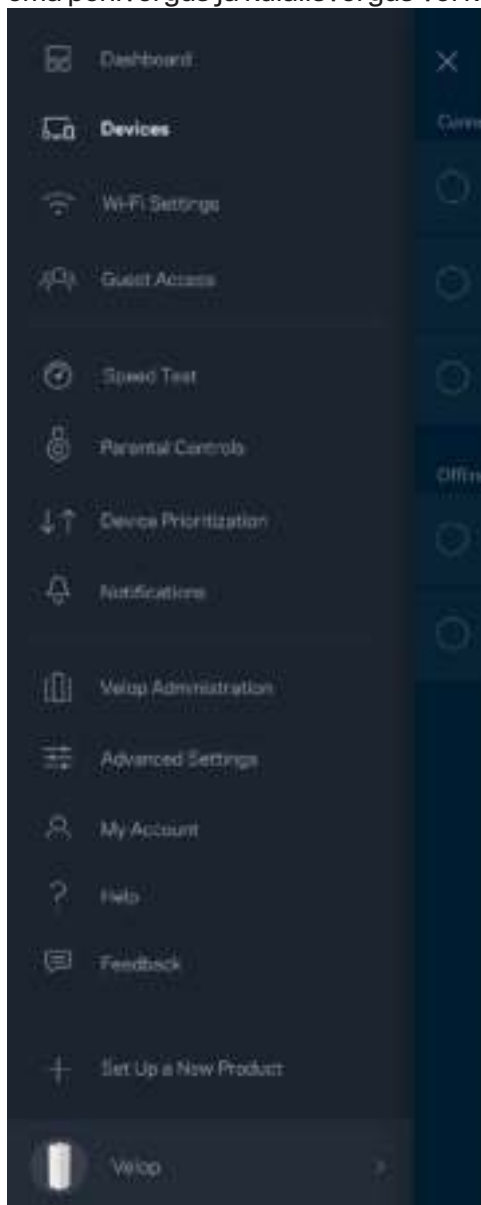 Dashboard
Devices
Wi-Fi Settings
Guest Access
Speed Test
Parental Controls
Device Prioritization
Notifications
Velop Administration
Advanced Settings
My Account
Help
Feedback
Set Up a New Product
Velop